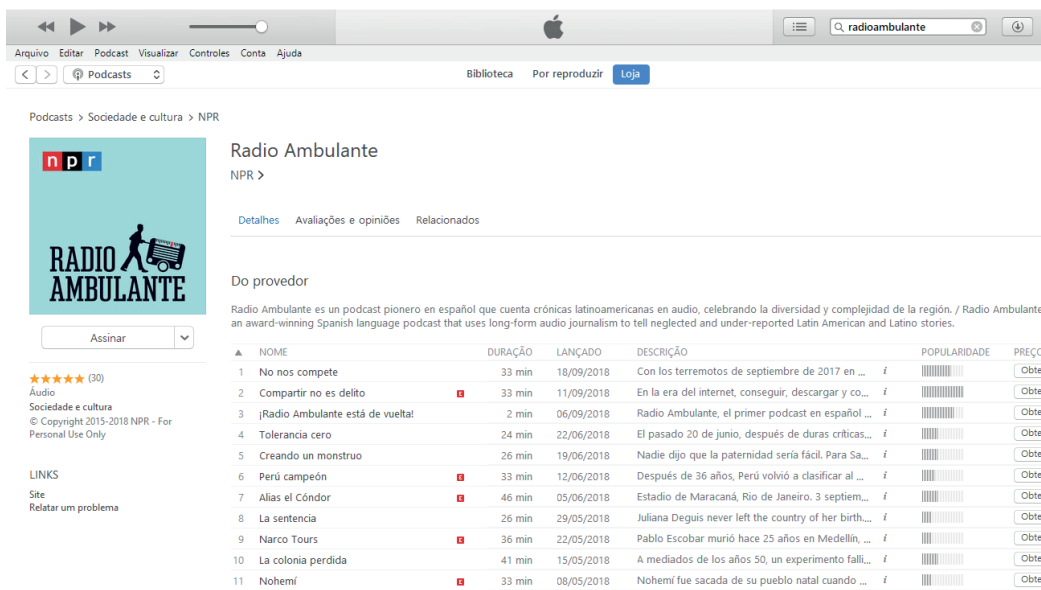 radioambulante
Arquivo Editar Podcast Visualizar Controles Conta Ajuda
Podcasts Biblioteca Por reproduzir Loja
Podcasts > Sociedade e cultura > NPR
npr
RADIO
AMBULANTE
Radio Ambulante
NPR >
Detalhes Avaliações e opiniões Relacionados
Do provedor
Radio Ambulante es un podcast pionero en español que cuenta crónicas latinoamericanas en audio, celebrando la diversidad y complejidad de la región. / Radio Ambulante
an award-winning Spanish language podcast that uses long-form audio journalism to tell neglected and under-reported Latin American and Latino stories.
Assinar
(30)
Áudio
Sociedade e cultura
© Copyright 2015-2018 NPR - For
Personal Use Only
LINKS
Site
Relatar um problema
NOME DURAÇÃO LANÇADO DESCRIÇÃO POPULARIDADE PREÇO
1 No nos compete 33 min 18/09/2018 Con los terremotos de septiembre de 2017 en ... i Obte
2 Compartir no es delito E 33 min 11/09/2018 En la era del internet, conseguir, descargar y co... i Obte
3 ¡Radio Ambulante está de vuelta! 2 min 06/09/2018 Radio Ambulante, el primer podcast en español ... i Obte
4 Tolerancia cero 24 min 22/06/2018 El pasado 20 de junio, después de duras críticas... i Obte
5 Creando un monstruo 26 min 19/06/2018 Nadie dijo que la paternidad sería fácil. Para Sa... i Obte
6 Perú campeón E 33 min 12/06/2018 Después de 36 años, Perú volvió a clasificar al ... i Obte
7 Alias el Cóndor E 46 min 05/06/2018 Estadio de Maracaná, Rio de Janeiro. 3 septiem... i Obte
8 La sentencia 26 min 29/05/2018 Juliana Deguis never left the country of her birth.... i Obte
9 Narco Tours E 36 min 22/05/2018 Pablo Escobar murió hace 25 años en Medellín, ... i Obte
10 La colonia perdida 41 min 15/05/2018 A mediados de los años 50, un experimento falli... i Obte
11 Nohemí E 33 min 08/05/2018 Nohemí fue sacada de su pueblo natal cuando ... i Obte